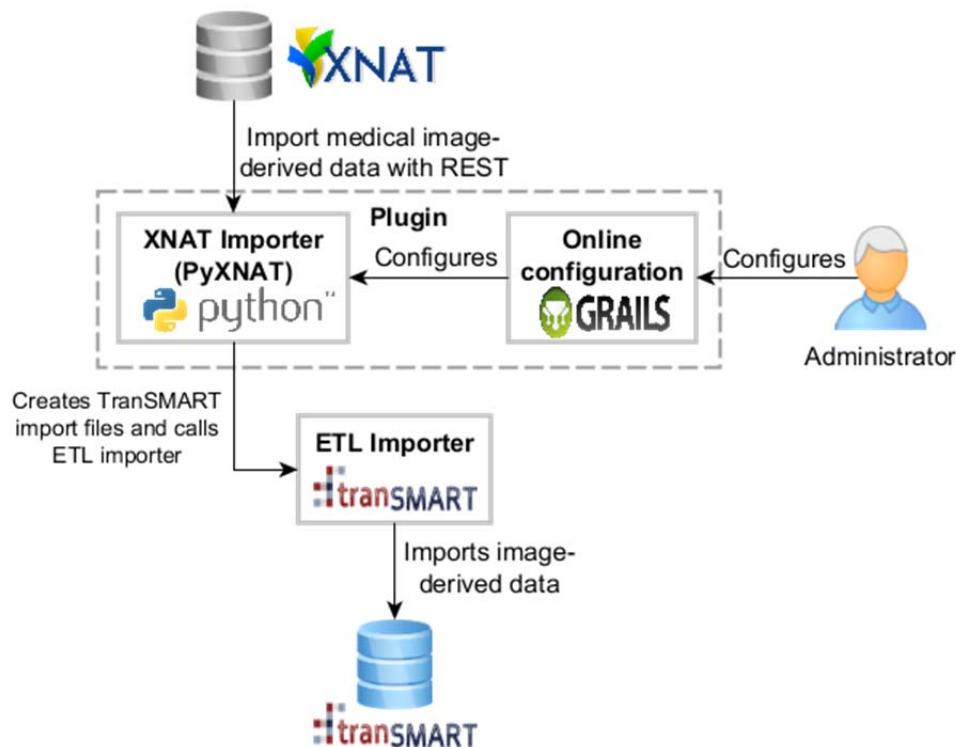 XNAT
Import medical image-
derived data with REST
Plugin
XNAT Importer
(PyXNAT)
python™
Configures
Online
configuration
GRAILS
Configures
Administrator
Creates TranSMART
import files and calls
ETL importer
ETL Importer
tranSMART
Imports image-
derived data
tranSMART